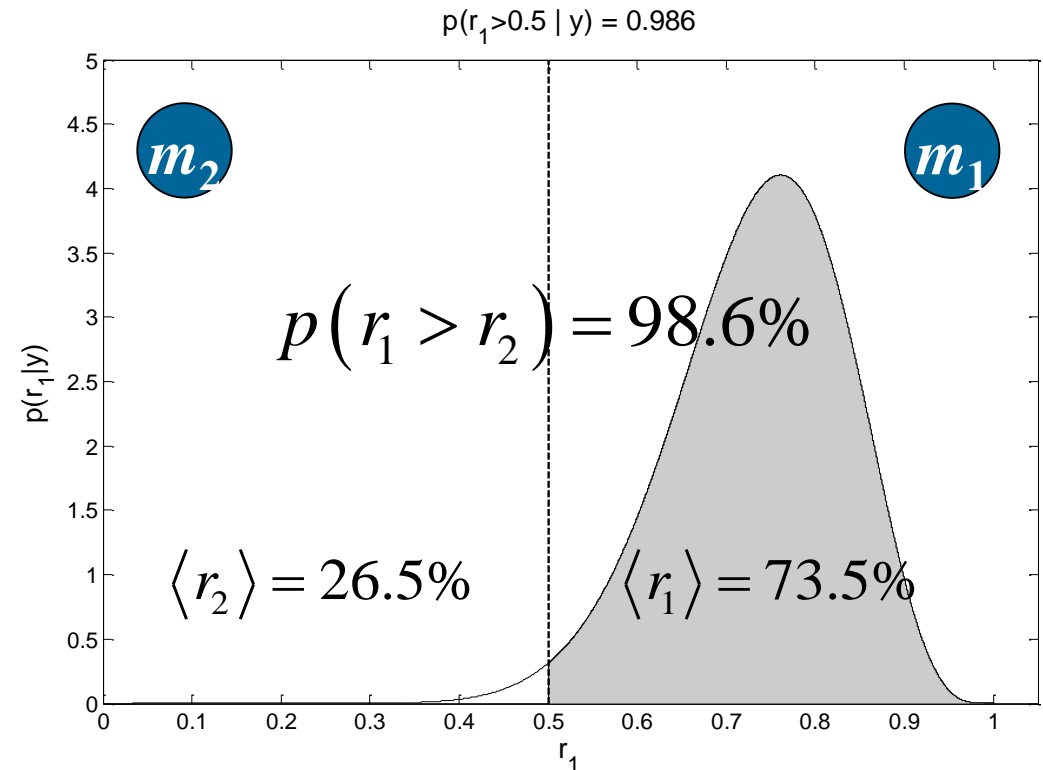 p(r₁>0.5 | y) = 0.986
5
4.5
4
3.5
3
2.5
2
1.5
1
0.5
0
p(r₁|y)
m₂
m₁
p(r₁ > r₂) = 98.6%
⟨r₂⟩ = 26.5%
⟨r₁⟩ = 73.5%
0 0.1 0.2 0.3 0.4 0.5 0.6 0.7 0.8 0.9 1
r₁